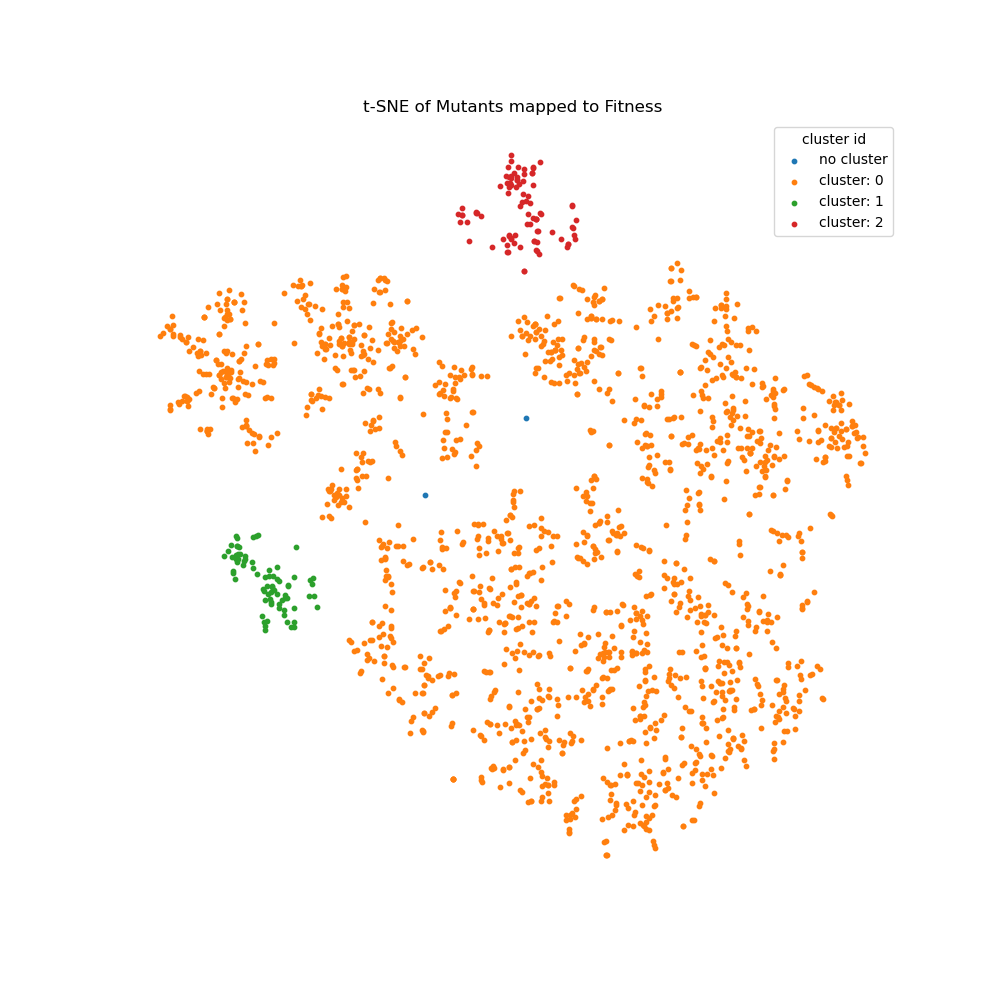 t-SNE of Mutants mapped to Fitness
cluster id
no cluster
cluster: 0
cluster: 1
cluster: 2